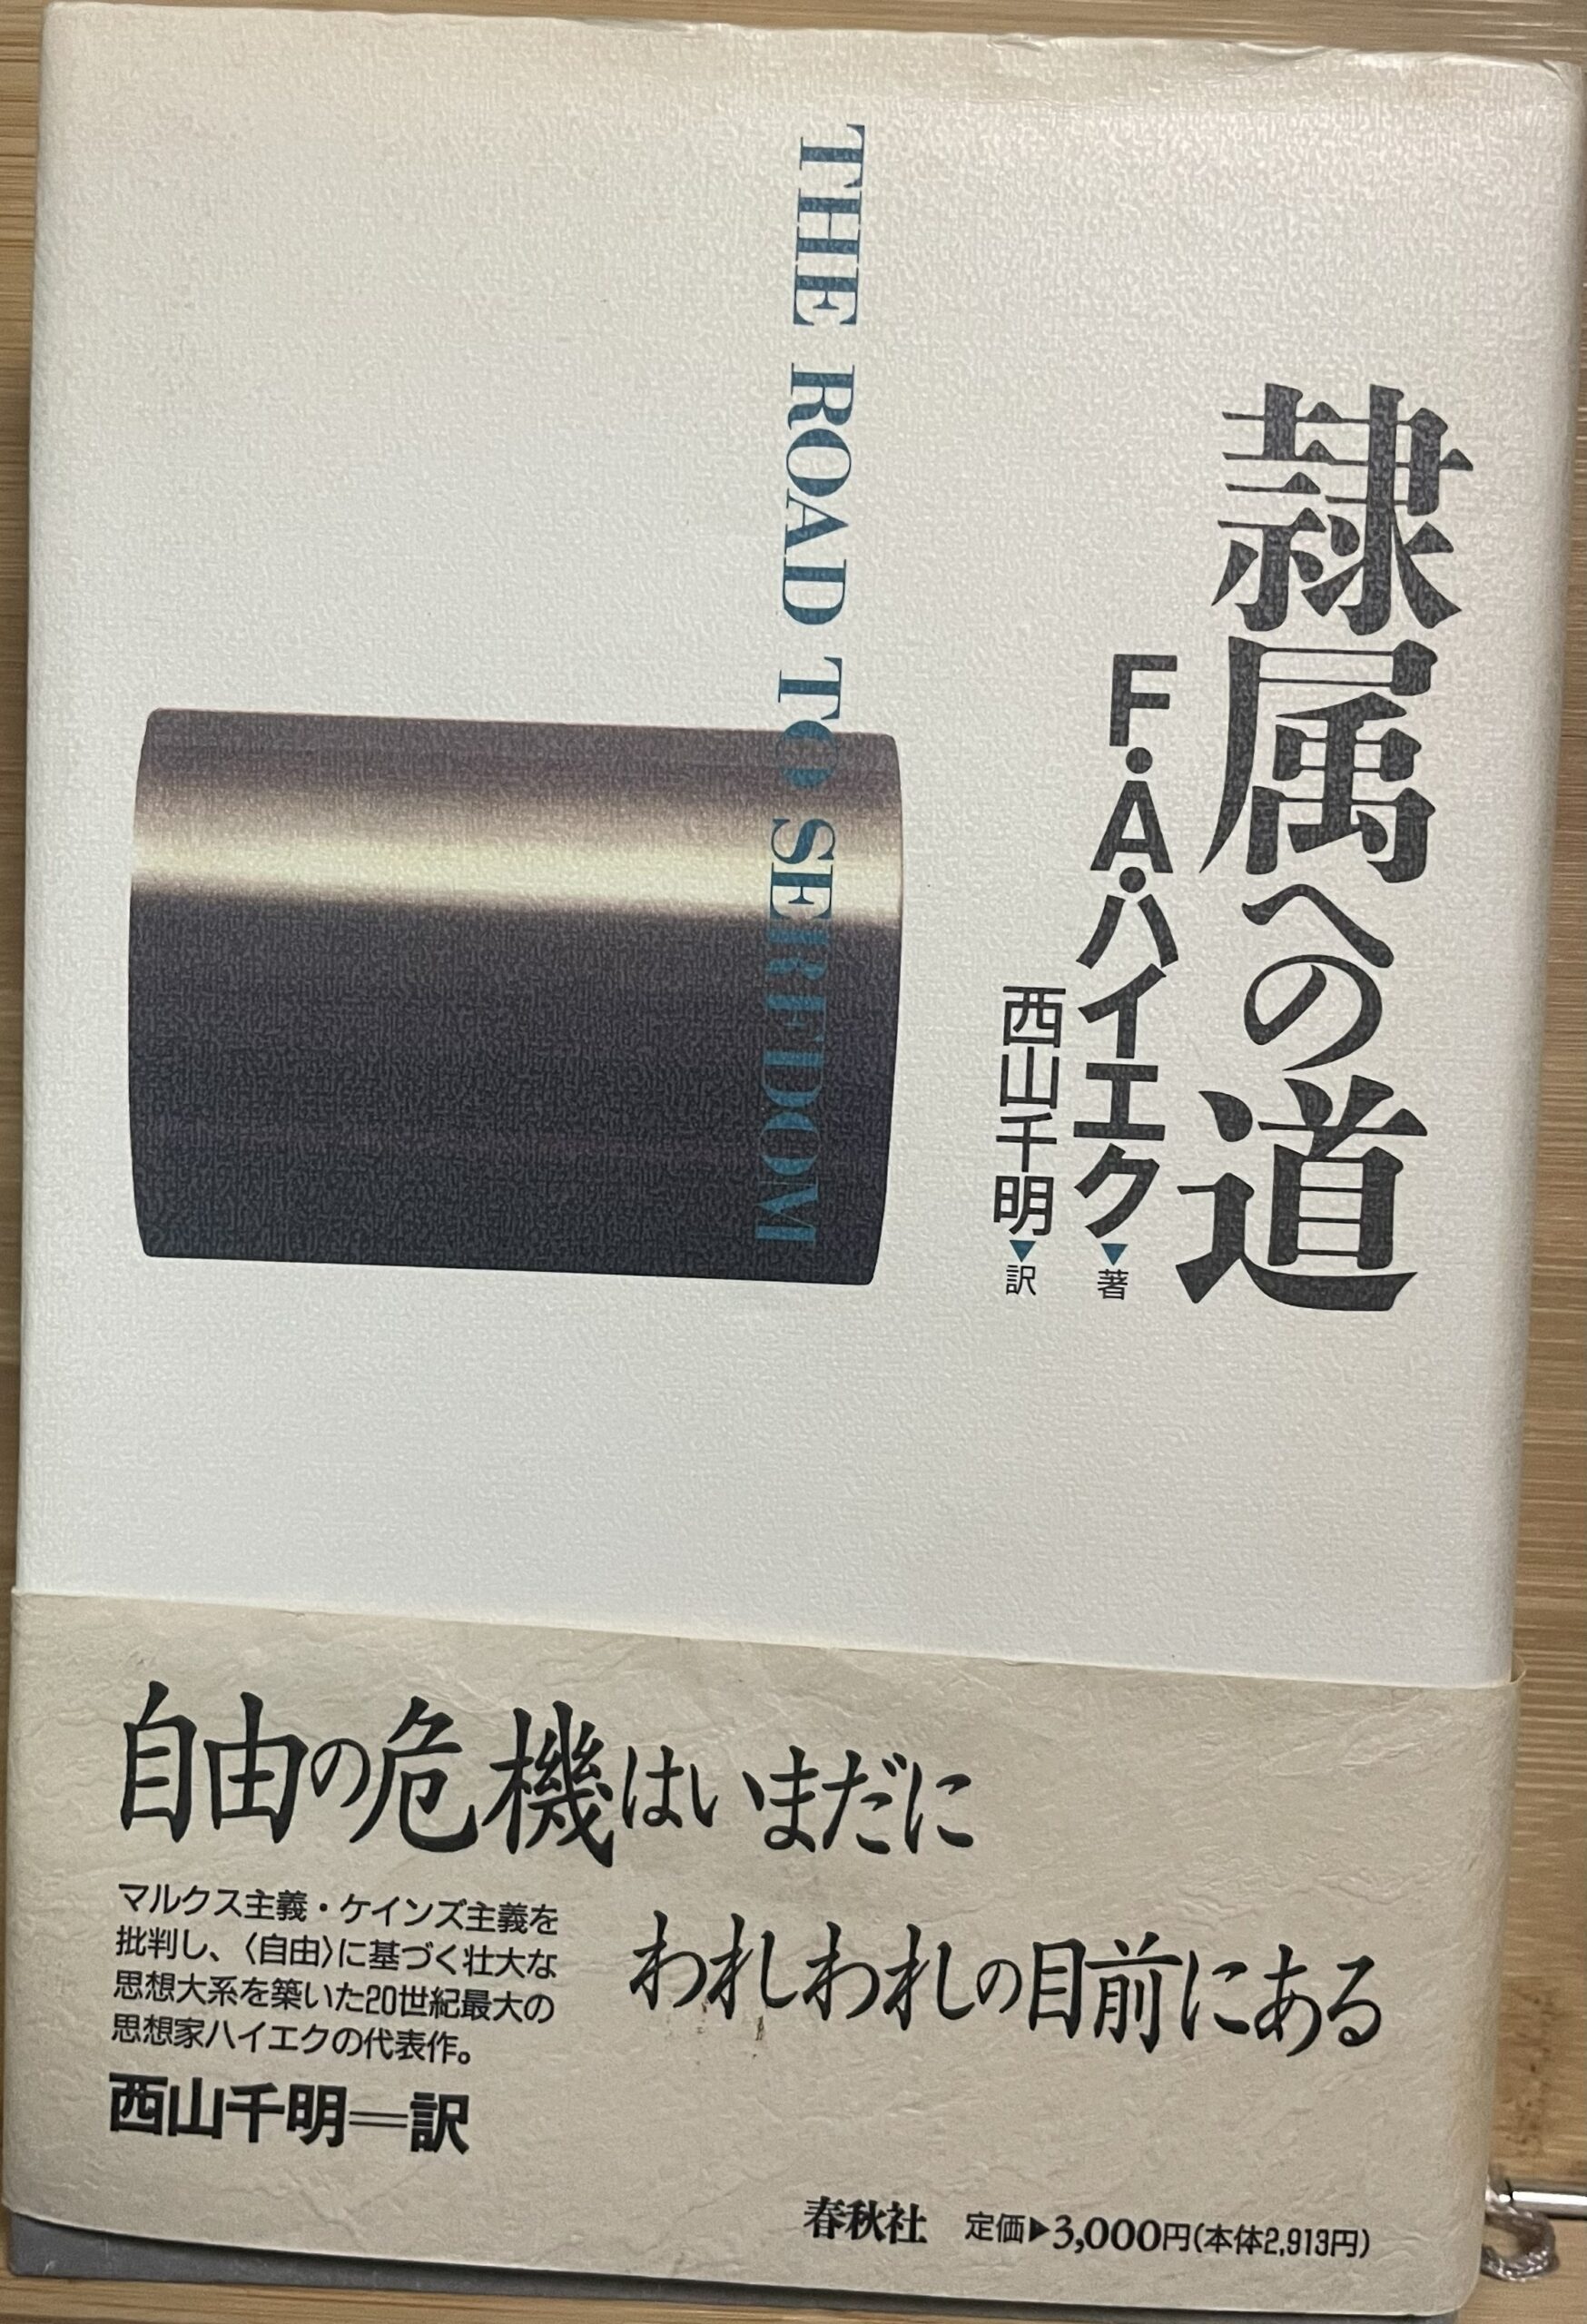 隷属への道
F.A.ハイエク▼著
西山千明▼訳
THE ROAD TO SERFDOM
自由の危機はいまだに
われわれの目前にある
マルクス主義・ケインズ主義を
批判し、〈自由〉に基づく壮大な
思想大系を築いた20世紀最大の
思想家ハイエクの代表作。
西山千明＝訳
春秋社 定価▶3,000円(本体2,913円)